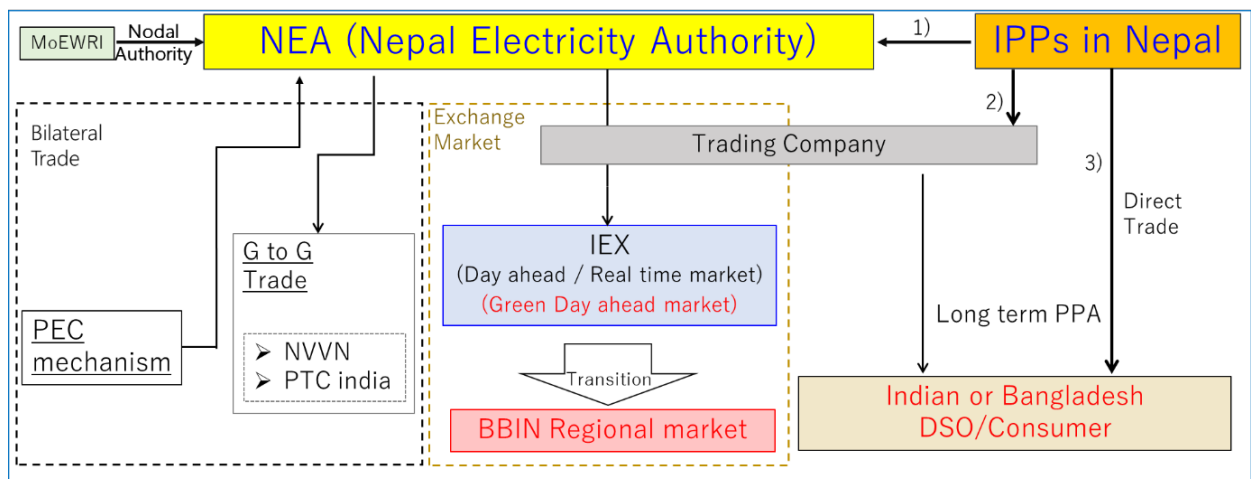 MoEWRI
Nodal
Authority
NEA (Nepal Electricity Authority)
1)
IPPs in Nepal
Bilateral
Trade
Exchange
Market
2)
Trading Company
3)
Direct
Trade
G to G
Trade
➢ NVVN
➢ PTC india
IEX
(Day ahead / Real time market)
(Green Day ahead market)
PEC
mechanism
Long term PPA
Transition
BBIN Regional market
Indian or Bangladesh
DSO/Consumer